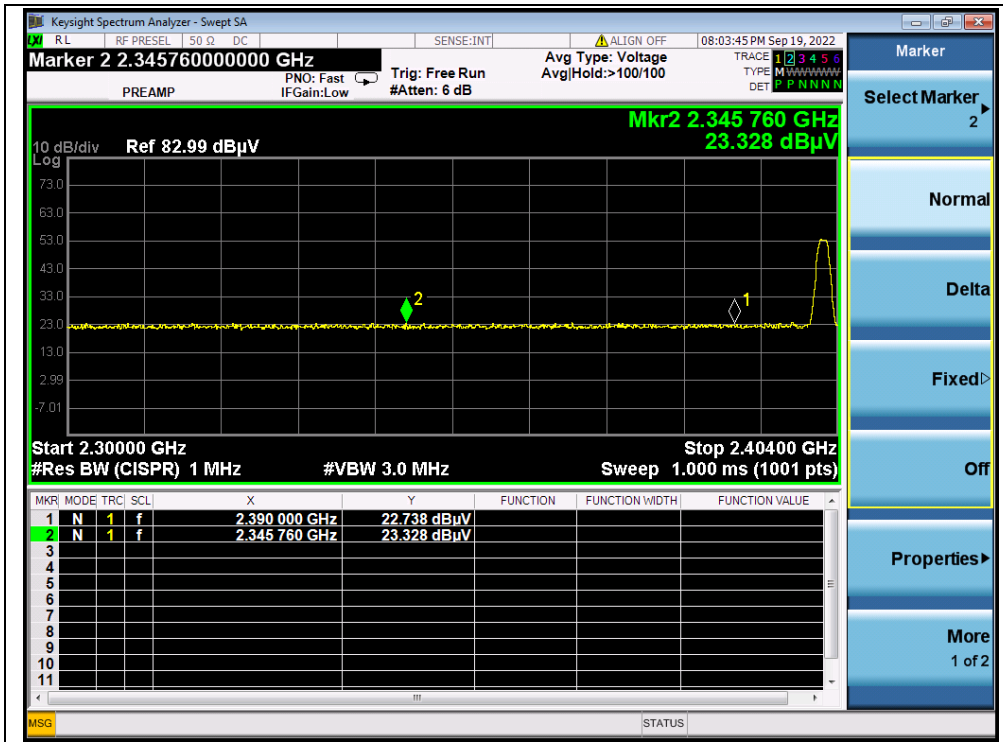 Keysight Spectrum Analyzer - Swept SA
LXI RL RF PRESEL 50 Ω DC SENSE:INT ALIGN OFF 08:03:45 PM Sep 19, 2022
Marker 2 2.345760000000 GHz Avg Type: Voltage TRACE 1 2 3 4 5 6
PNO: Fast Trig: Free Run Avg|Hold:>100/100 TYPE M WWWWW
PREAMP IFGain:Low #Atten: 6 dB DET P P N N N N
Mkr2 2.345 760 GHz
10 dB/div Ref 82.99 dBµV 23.328 dBµV
Log
73.0
63.0
53.0
43.0
33.0
23.0
13.0
2.99
-7.01
2
1
Start 2.30000 GHz Stop 2.40400 GHz
#Res BW (CISPR) 1 MHz #VBW 3.0 MHz Sweep 1.000 ms (1001 pts)
MKR MODE TRC SCL X Y FUNCTION FUNCTION WIDTH FUNCTION VALUE
1 N 1 f 2.390 000 GHz 22.738 dBµV
2 N 1 f 2.345 760 GHz 23.328 dBµV
3
4
5
6
7
8
9
10
11
MSG STATUS
Marker
Select Marker
2
Normal
Delta
Fixed
Off
Properties
More
1 of 2